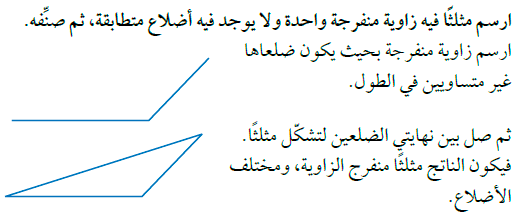 ارسم مثلثًا فيه زاوية منفرجة واحدة ولا يوجد فيه أضلاع متطابقة، ثم صنِّفه.
ارسم زاوية منفرجة بحيث يكون ضلعاها
غير متساويين في الطول.
ثم صل بين نهايتي الضلعين لتشكّل مثلثًا.
فيكون الناتج مثلثًا منفرج الزاوية، ومختلف
الأضلاع.